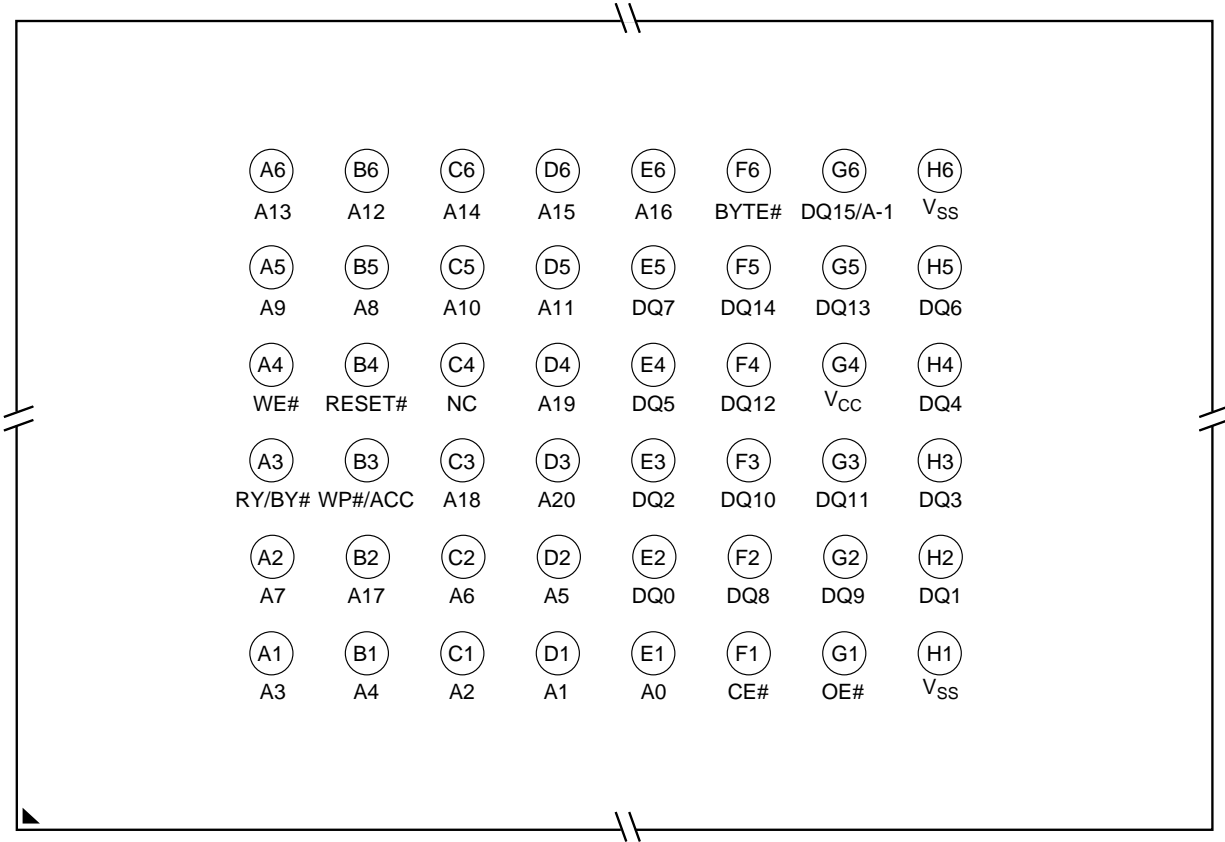 A6 B6 C6 D6 E6 F6 G6 H6
A13 A12 A14 A15 A16 BYTE# DQ15/A-1 VSS
A5 B5 C5 D5 E5 F5 G5 H5
A9 A8 A10 A11 DQ7 DQ14 DQ13 DQ6
A4 B4 C4 D4 E4 F4 G4 H4
WE# RESET# NC A19 DQ5 DQ12 VCC DQ4
A3 B3 C3 D3 E3 F3 G3 H3
RY/BY# WP#/ACC A18 A20 DQ2 DQ10 DQ11 DQ3
A2 B2 C2 D2 E2 F2 G2 H2
A7 A17 A6 A5 DQ0 DQ8 DQ9 DQ1
A1 B1 C1 D1 E1 F1 G1 H1
A3 A4 A2 A1 A0 CE# OE# VSS